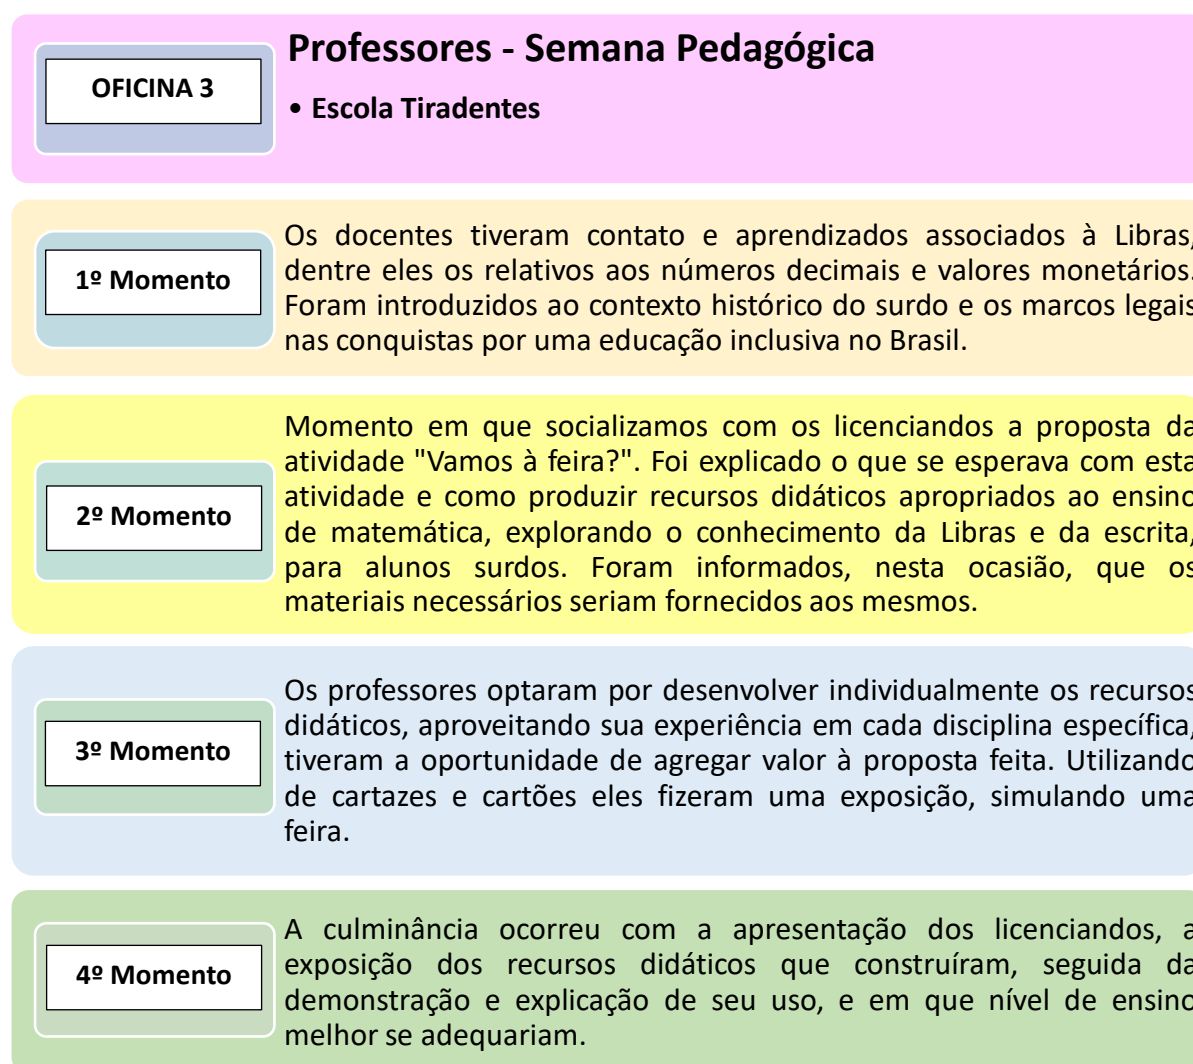 OFICINA 3
Professores - Semana Pedagógica
• Escola Tiradentes
1º Momento
Os docentes tiveram contato e aprendizados associados à Libras,
dentre eles os relativos aos números decimais e valores monetários.
Foram introduzidos ao contexto histórico do surdo e os marcos legais
nas conquistas por uma educação inclusiva no Brasil.
2º Momento
Momento em que socializamos com os licenciandos a proposta da
atividade "Vamos à feira?". Foi explicado o que se esperava com esta
atividade e como produzir recursos didáticos apropriados ao ensino
de matemática, explorando o conhecimento da Libras e da escrita,
para alunos surdos. Foram informados, nesta ocasião, que os
materiais necessários seriam fornecidos aos mesmos.
3º Momento
Os professores optaram por desenvolver individualmente os recursos
didáticos, aproveitando sua experiência em cada disciplina específica,
tiveram a oportunidade de agregar valor à proposta feita. Utilizando
de cartazes e cartões eles fizeram uma exposição, simulando uma
feira.
4º Momento
A culminância ocorreu com a apresentação dos licenciandos, a
exposição dos recursos didáticos que construíram, seguida da
demonstração e explicação de seu uso, e em que nível de ensino
melhor se adequariam.